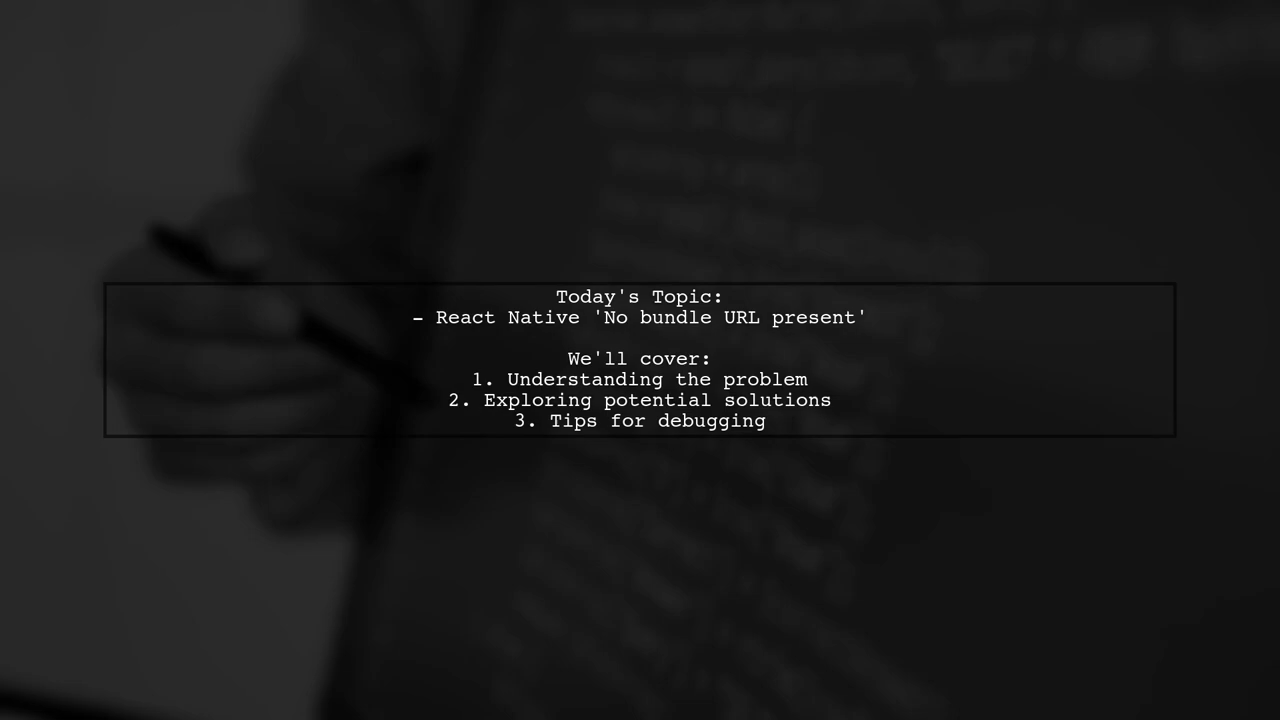 Today's Topic:
- React Native 'No bundle URL present'
We'll cover:
1. Understanding the problem
2. Exploring potential solutions
3. Tips for debugging